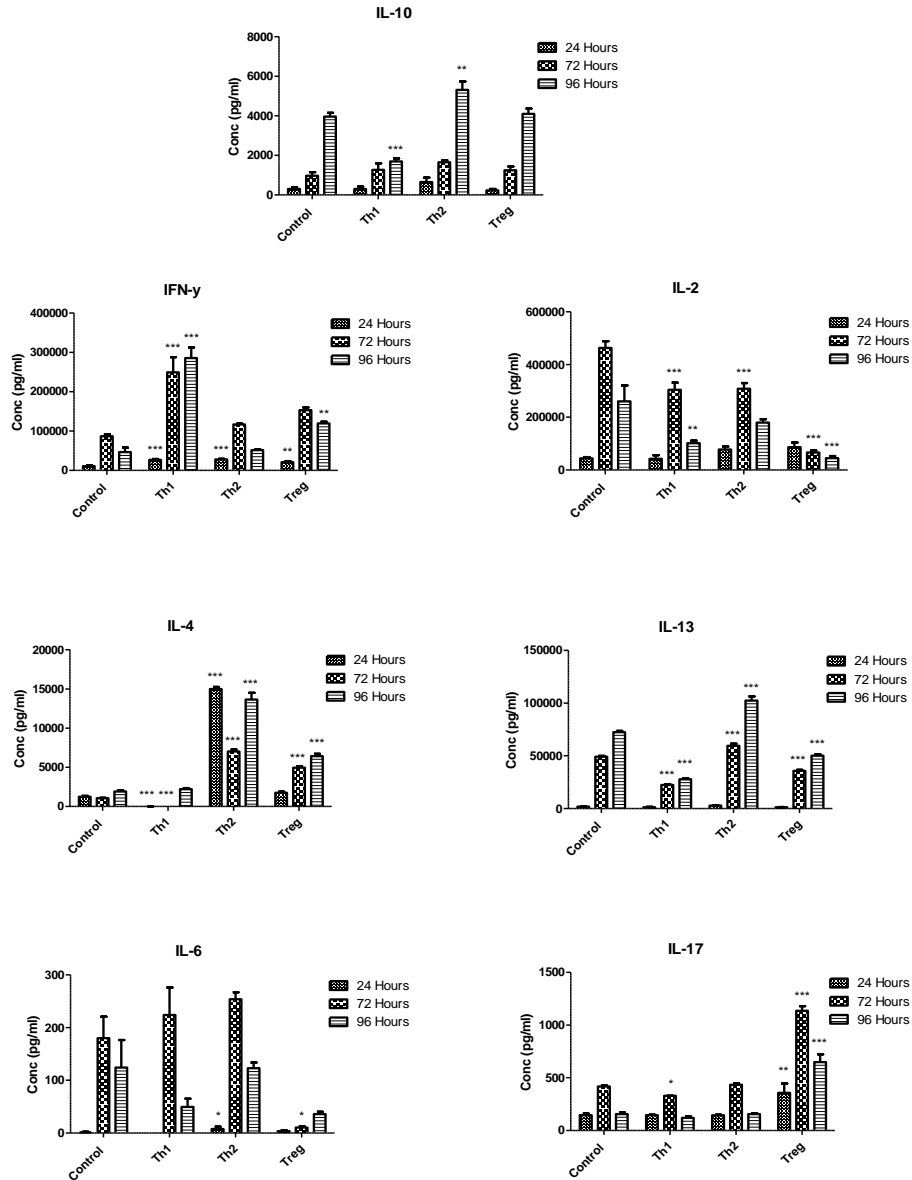 IL-10
8000
6000
4000
2000
0
Conc (pg/ml)
24 Hours
72 Hours
96 Hours
***
**
Control
Th1
Th2
Treg
IFN-y
400000
300000
200000
100000
0
Conc (pg/ml)
24 Hours
72 Hours
96 Hours
*** *** *** *** ** **
Control
Th1
Th2
Treg
IL-2
600000
400000
200000
0
Conc (pg/ml)
24 Hours
72 Hours
96 Hours
*** ** *** *** ***
Control
Th1
Th2
Treg
IL-4
20000
15000
10000
5000
0
Conc (pg/ml)
24 Hours
72 Hours
96 Hours
*** *** *** *** *** *** ***
Control
Th1
Th2
Treg
IL-13
150000
100000
50000
0
Conc (pg/ml)
24 Hours
72 Hours
96 Hours
*** *** *** *** *** ***
Control
Th1
Th2
Treg
IL-6
300
200
100
0
Conc (pg/ml)
24 Hours
72 Hours
96 Hours
* *
Control
Th1
Th2
Treg
IL-17
1500
1000
500
0
Conc (pg/ml)
24 Hours
72 Hours
96 Hours
* ** *** ***
Control
Th1
Th2
Treg